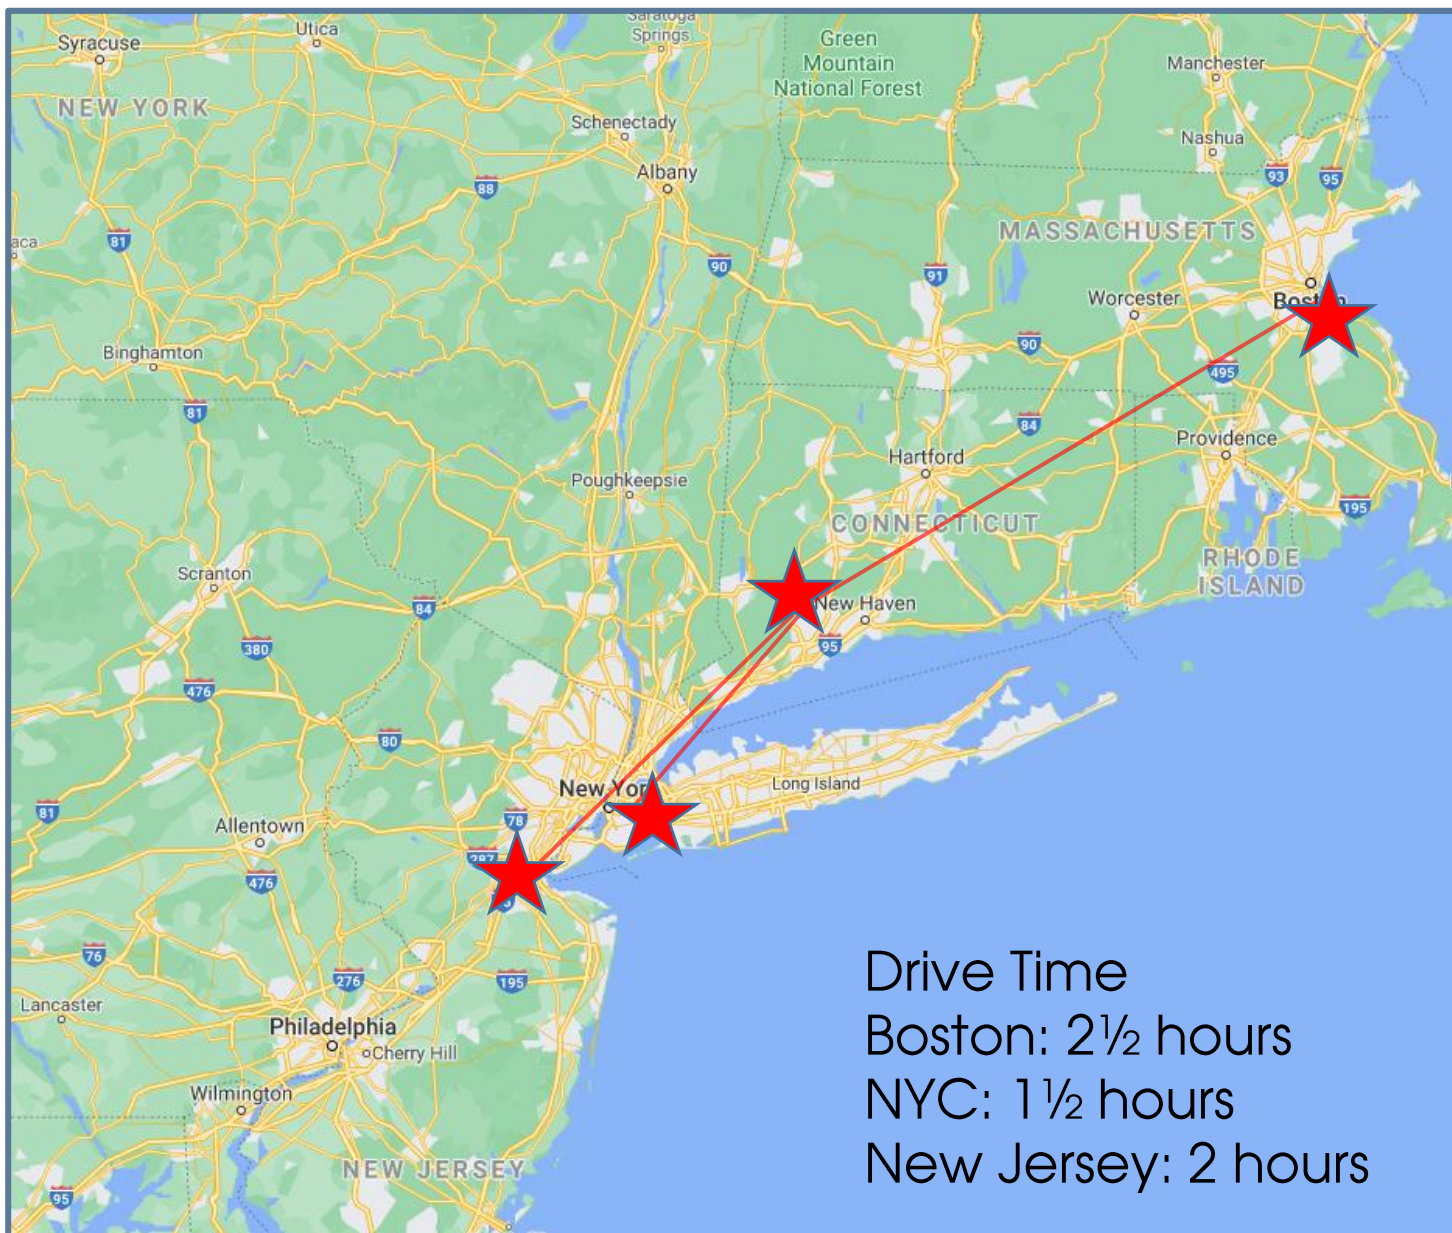 Saratoga
Springs
Utica
Syracuse
Green
Mountain
National Forest
Manchester
NEW YORK
Schenectady
Nashua
Albany
93
95
88
MASSACHUSETTS
81
aca
90
91
Worcester
Boston
Binghamton
90
495
81
84
Providence
Hartford
Poughkeepsie
195
CONNECTICUT
RHODE
ISLAND
Scranton
84
New Haven
380
95
476
80
Long Island
New Yor
81
78
Allentown
287
476
76
276
195
Lancaster
Philadelphia
Cherry Hill
Wilmington
NEW JERSEY
95
Drive Time
Boston: 2½ hours
NYC: 1½ hours
New Jersey: 2 hours